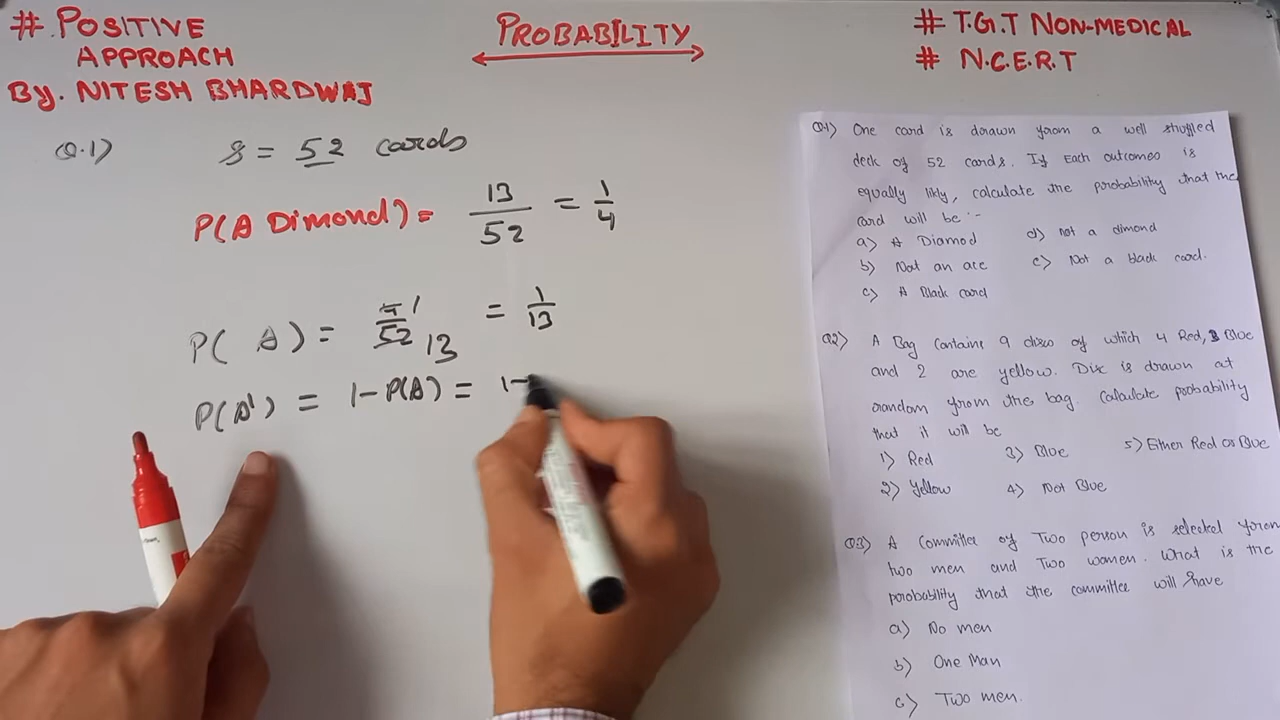 # POSITIVE
APPROACH
By. NITESH BHARDWAJ
PROBABILITY
# T.G.T NON-MEDICAL
# N.C.E.R.T
Q.1) S = 52 cards
P(A Dimond) = 13/52 = 1/4
P( A ) = 4/52 1 13 = 1/13
P(A') = 1-P(A) = 1-
Q1) One card is drawn from a well shuffled
deck of 52 cards. If Each outcomes is
equally likly, calculate the probability that the
card will be :-
a) A Diamod d) not a dimond
b) Not an ace e) Not a black card.
c) A Black card
Q2) A Bag contains 9 discs of which 4 Red, 3 Blue
and 2 are yellow. Disc is drawn at
random from the bag. Calculate probability
that it will be
1) Red 3) Blue 5) Either Red or Blue
2) Yellow 4) Not Blue
Q3) A Committee of Two person is selected from
two men and Two women. What is the
probability that the committee will have
a) No men
b) One Man
c) Two men.